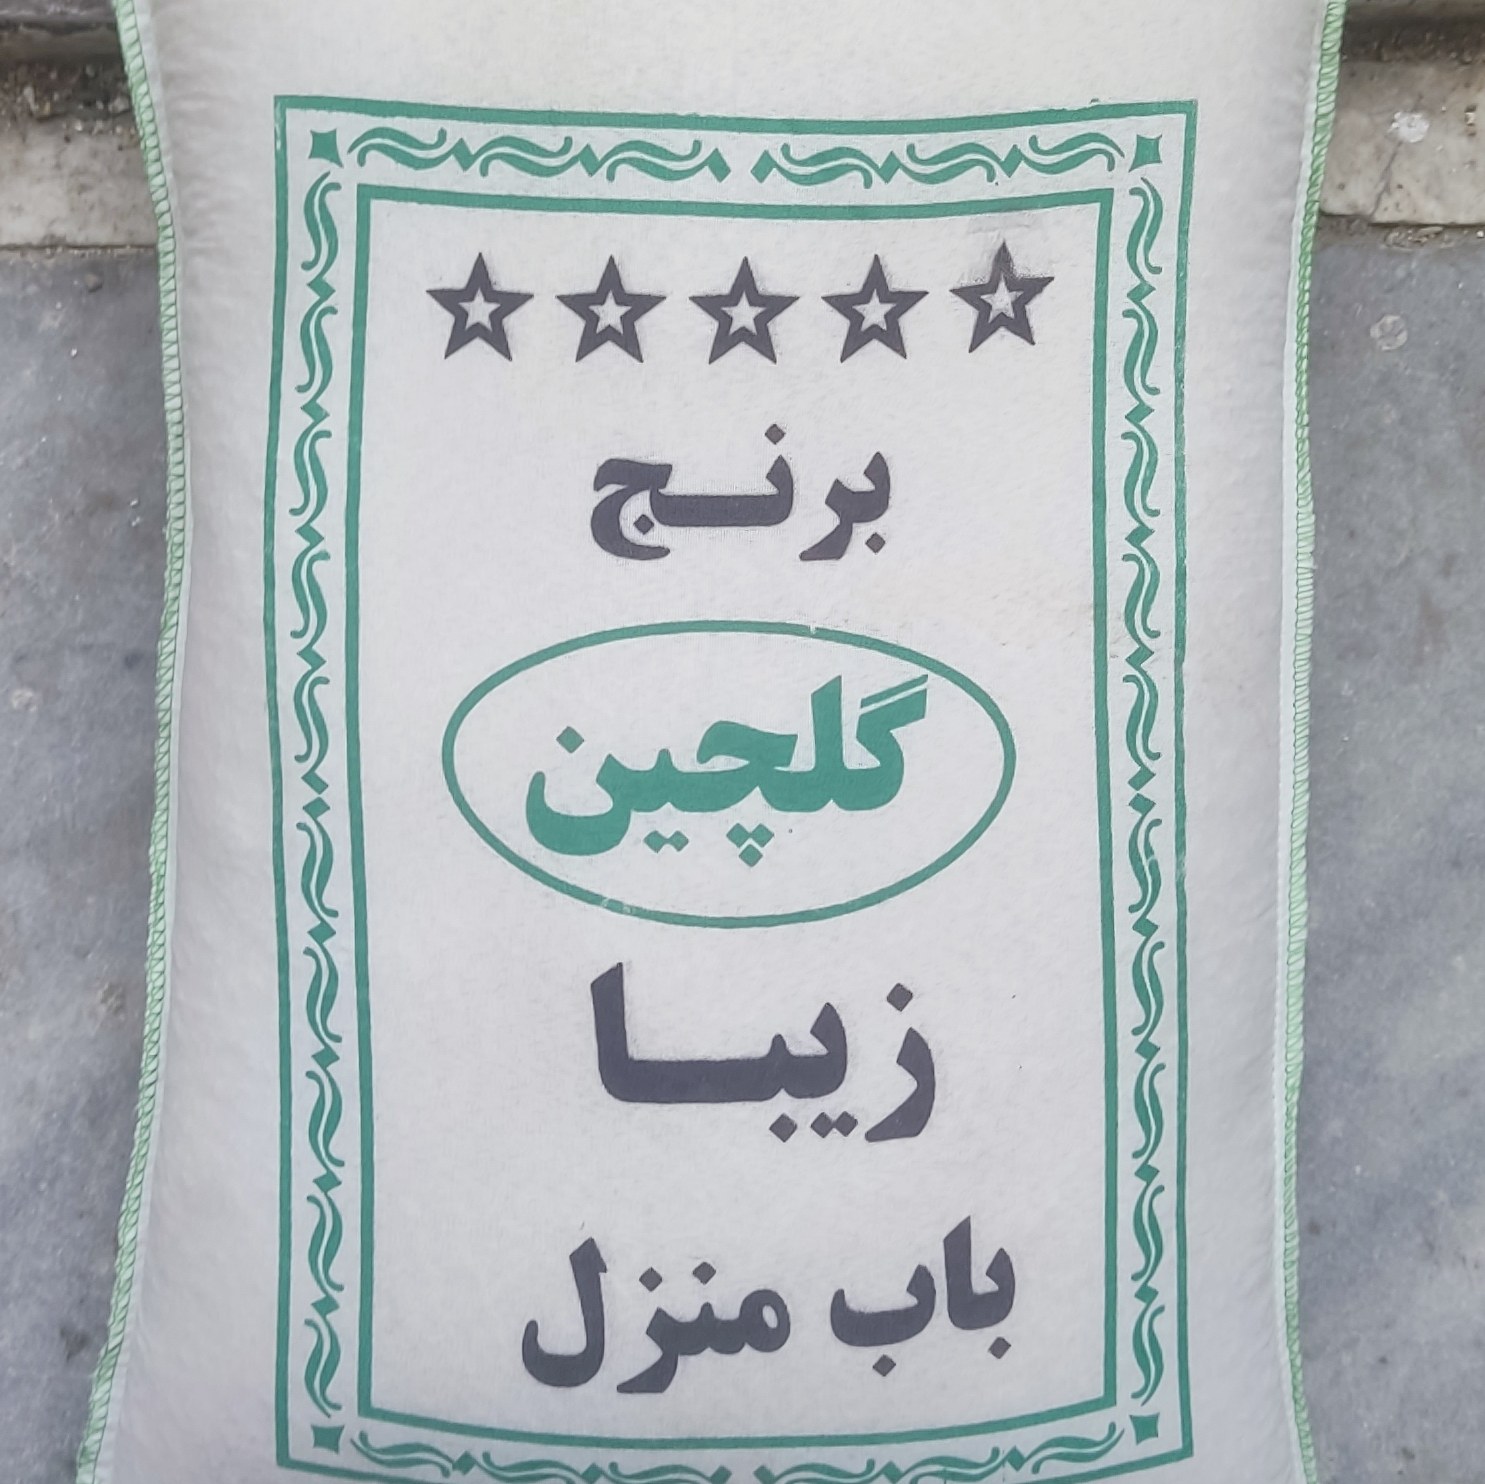 برنج
گلچین
زیبا
باب منزل